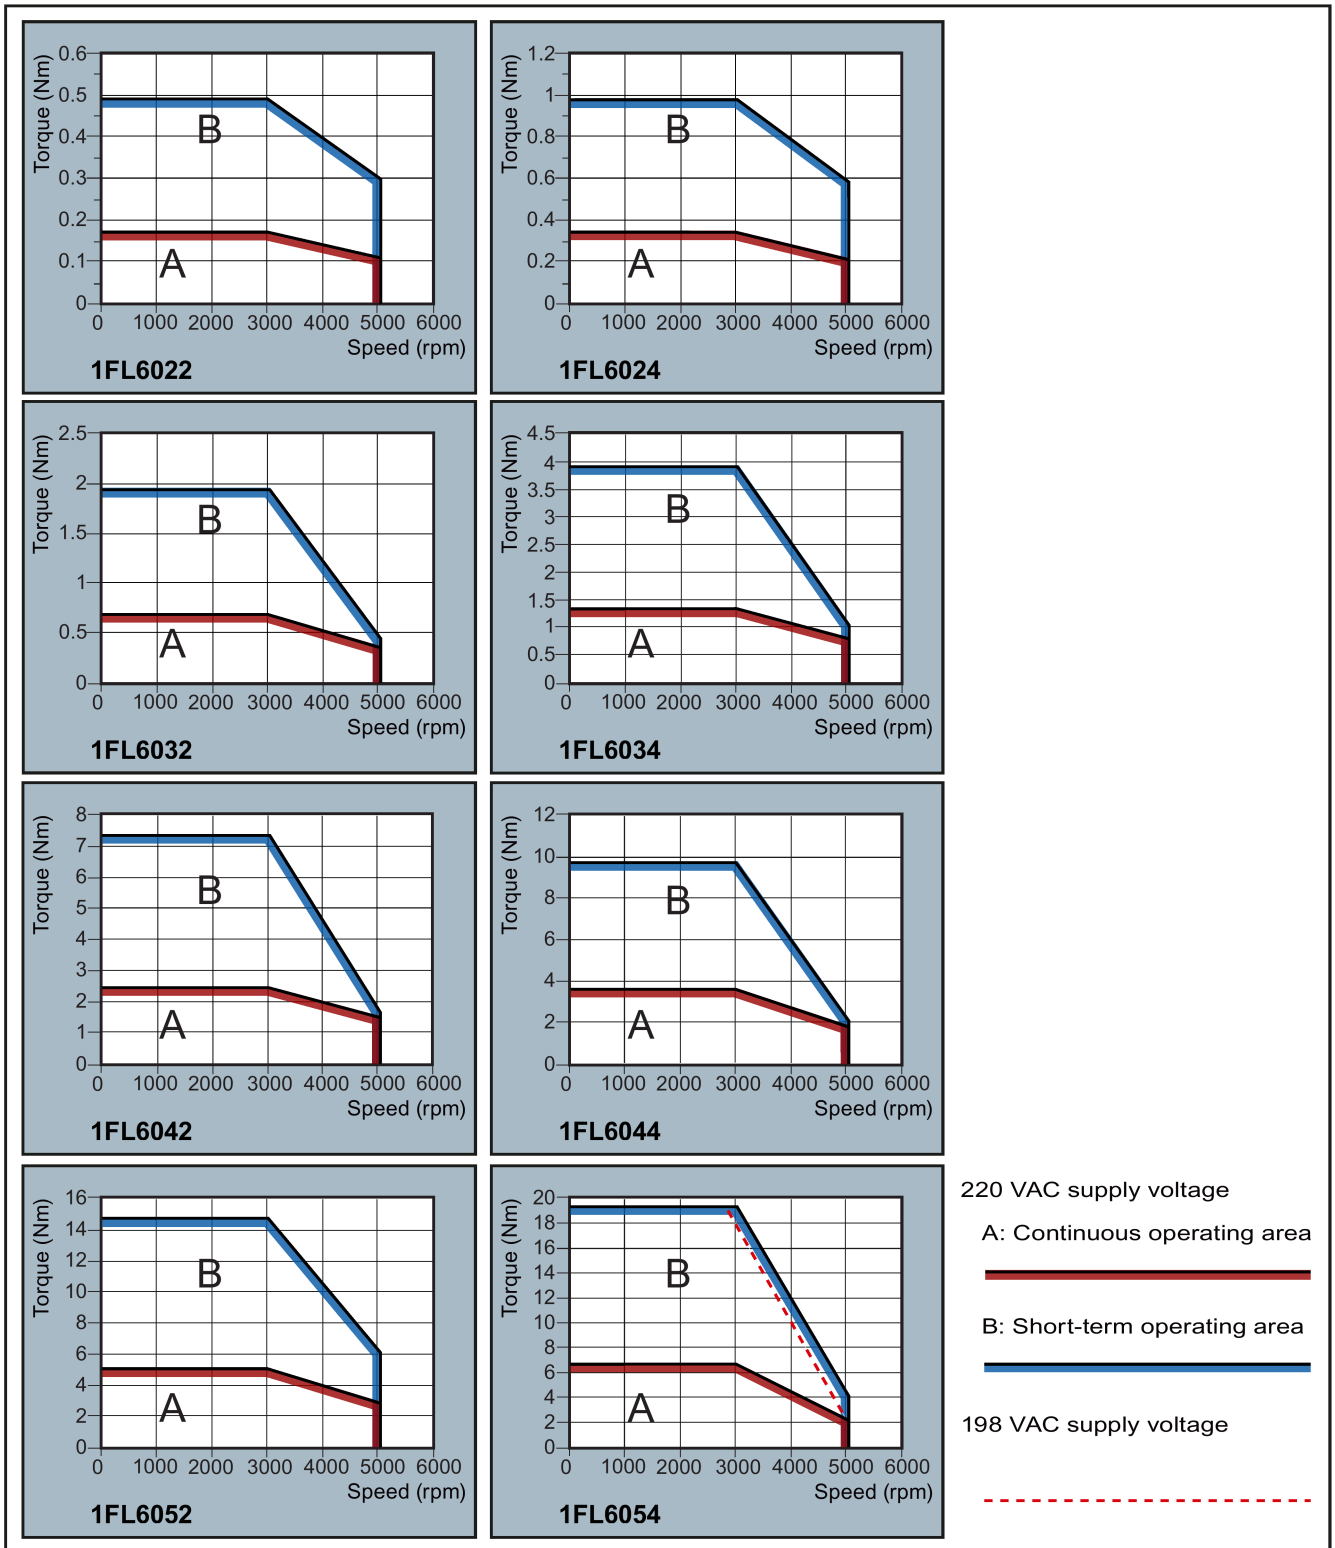 Torque (Nm)
0.6
0.5
0.4
0.3
0.2
0.1
0
B
A
0 1000 2000 3000 4000 5000 6000
Speed (rpm)
1FL6022
Torque (Nm)
1.2
1
0.8
0.6
0.4
0.2
0
B
A
0 1000 2000 3000 4000 5000 6000
Speed (rpm)
1FL6024
Torque (Nm)
2.5
2
1.5
1
0.5
0
B
A
0 1000 2000 3000 4000 5000 6000
Speed (rpm)
1FL6032
Torque (Nm)
4.5
4
3.5
3
2.5
2
1.5
1
0.5
0
B
A
0 1000 2000 3000 4000 5000 6000
Speed (rpm)
1FL6034
Torque (Nm)
8
7
6
5
4
3
2
1
0
B
A
0 1000 2000 3000 4000 5000 6000
Speed (rpm)
1FL6042
Torque (Nm)
12
10
8
6
4
2
0
B
A
0 1000 2000 3000 4000 5000 6000
Speed (rpm)
1FL6044
Torque (Nm)
16
14
12
10
8
6
4
2
0
B
A
0 1000 2000 3000 4000 5000 6000
Speed (rpm)
1FL6052
Torque (Nm)
20
18
16
14
12
10
8
6
4
2
0
B
A
0 1000 2000 3000 4000 5000 6000
Speed (rpm)
1FL6054
220 VAC supply voltage
A: Continuous operating area
B: Short-term operating area
198 VAC supply voltage